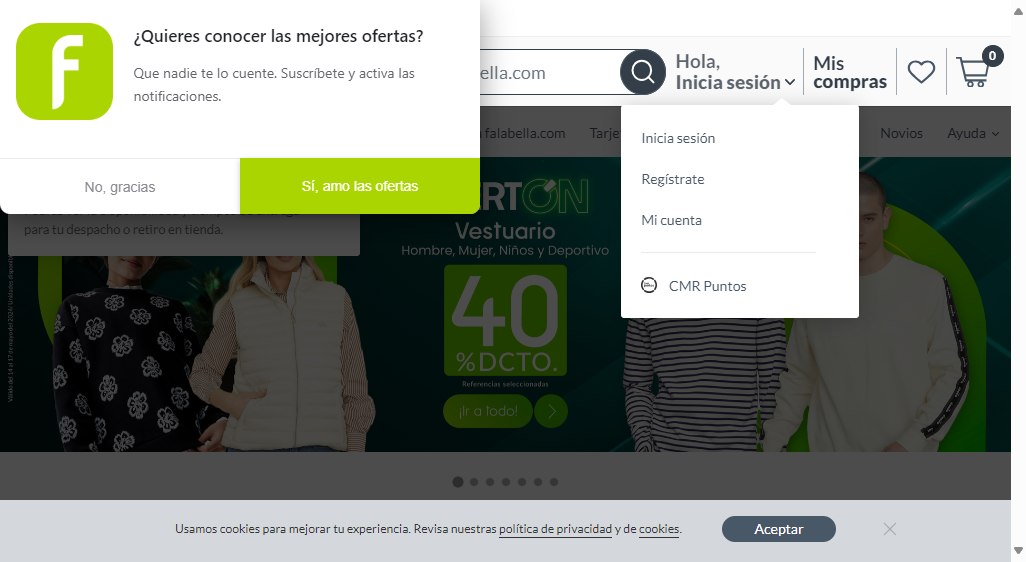 ¿Quieres conocer las mejores ofertas?
Que nadie te lo cuente. Suscríbete y activa las
notificaciones.
No, gracias
Sí, amo las ofertas
bella.com
Hola,
Inicia sesión
Mis
compras
0
falabella.com
Novios
Ayuda
Inicia sesión
Regístrate
Mi cuenta
CMR Puntos
para tu despacho o retiro en tienda.
ERTÓN
Vestuario
Hombre, Mujer, Niños y Deportivo
40
%DCTO.
Referencias seleccionadas
¡Ir a todo!
Usamos cookies para mejorar tu experiencia. Revisa nuestras política de privacidad y de cookies.
Aceptar